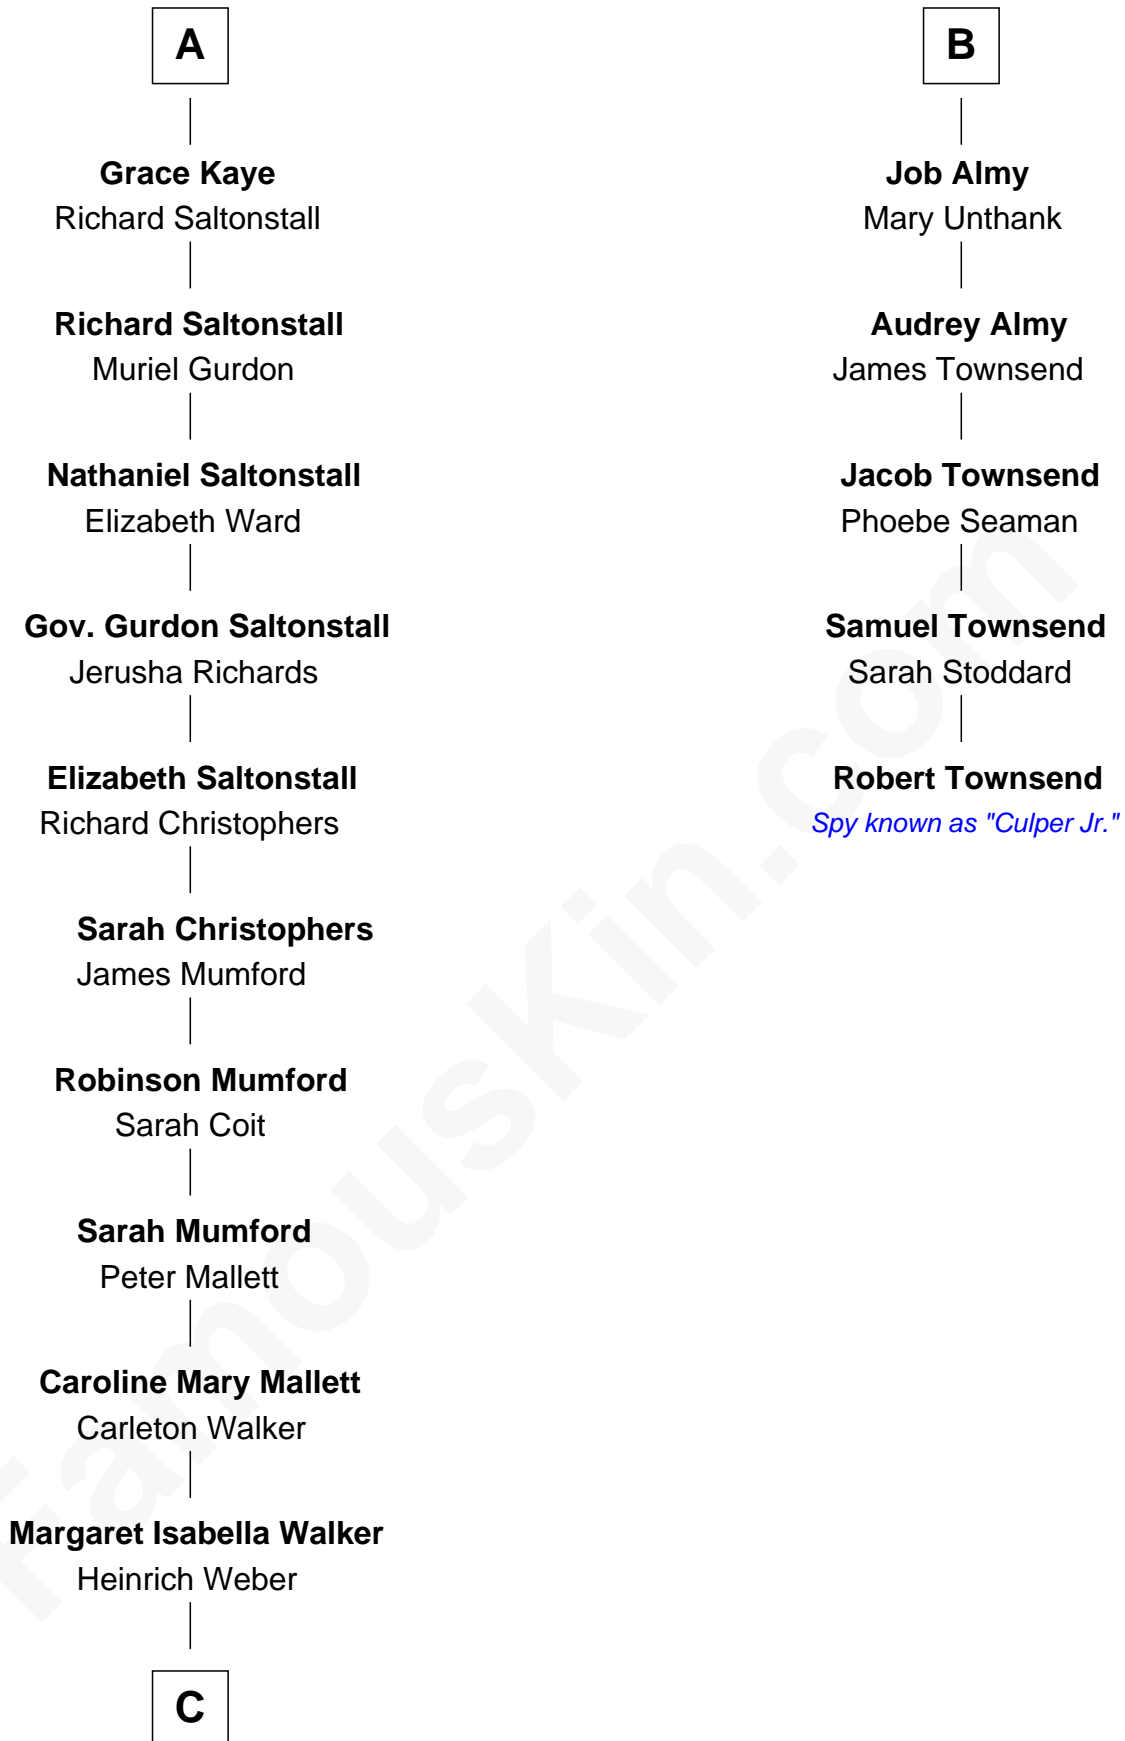 A
Grace Kaye
Richard Saltonstall
Richard Saltonstall
Muriel Gurdon
Nathaniel Saltonstall
Elizabeth Ward
Gov. Gurdon Saltonstall
Jerusha Richards
Elizabeth Saltonstall
Richard Christophers
Sarah Christophers
James Mumford
Robinson Mumford
Sarah Coit
Sarah Mumford
Peter Mallett
Caroline Mary Mallett
Carleton Walker
Margaret Isabella Walker
Heinrich Weber
C
B
Job Almy
Mary Unthank
Audrey Almy
James Townsend
Jacob Townsend
Phoebe Seaman
Samuel Townsend
Sarah Stoddard
Robert Townsend
Spy known as "Culper Jr."
FamousKin.com